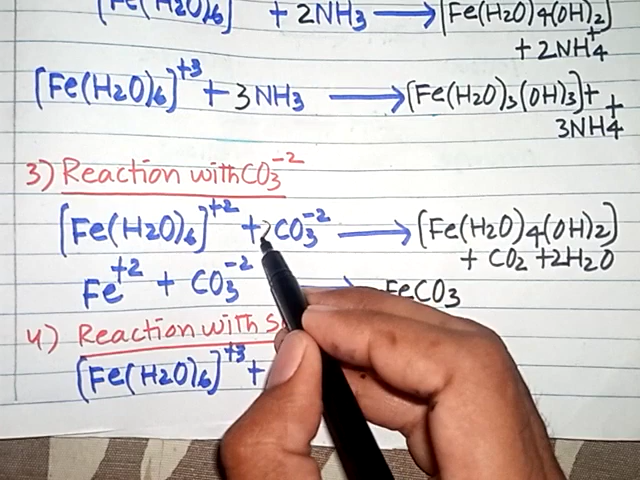 [Fe(H2O)6] + 2NH3 ⟶ [Fe(H2O)4(OH)2]
+ 2NH4^+
[Fe(H2O)6]^+3 + 3NH3 ⟶ [Fe(H2O)3(OH)3] +
3NH4^+
3) Reaction with CO3^-2
[Fe(H2O)6]^+2 + 2CO3^-2 ⟶ [Fe(H2O)4(OH)2]
+ CO2 + 2H2O
Fe^+2 + CO3^-2 ⟶ FeCO3
4) Reaction with
[Fe(H2O)6]^+3 +